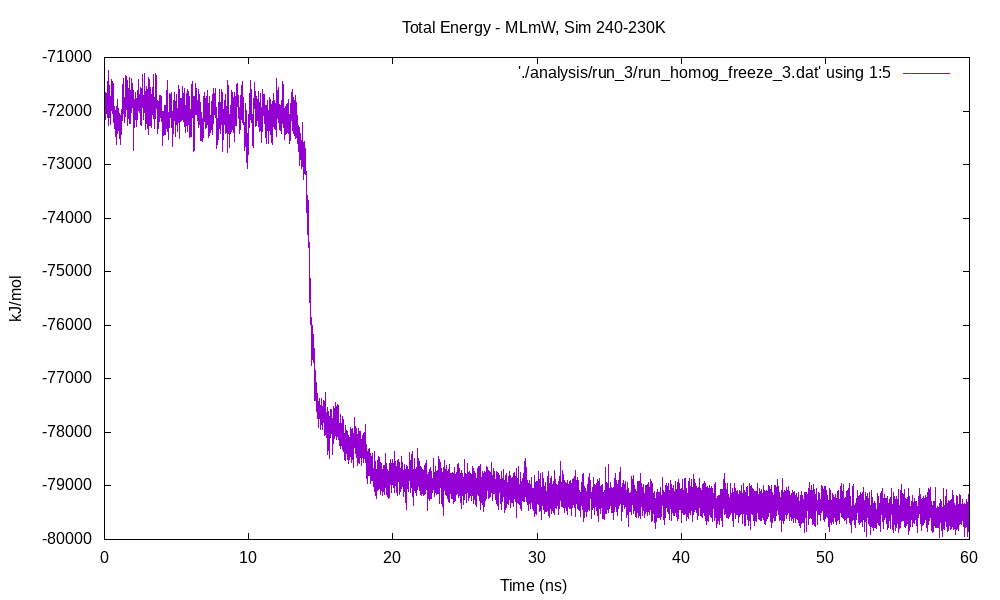 Total Energy - MLmW, Sim 240-230K
'./analysis/run_3/run_homog_freeze_3.dat' using 1:5
-71000
-72000
-73000
-74000
-75000
-76000
-77000
-78000
-79000
-80000
kJ/mol
0 10 20 30 40 50 60
Time (ns)